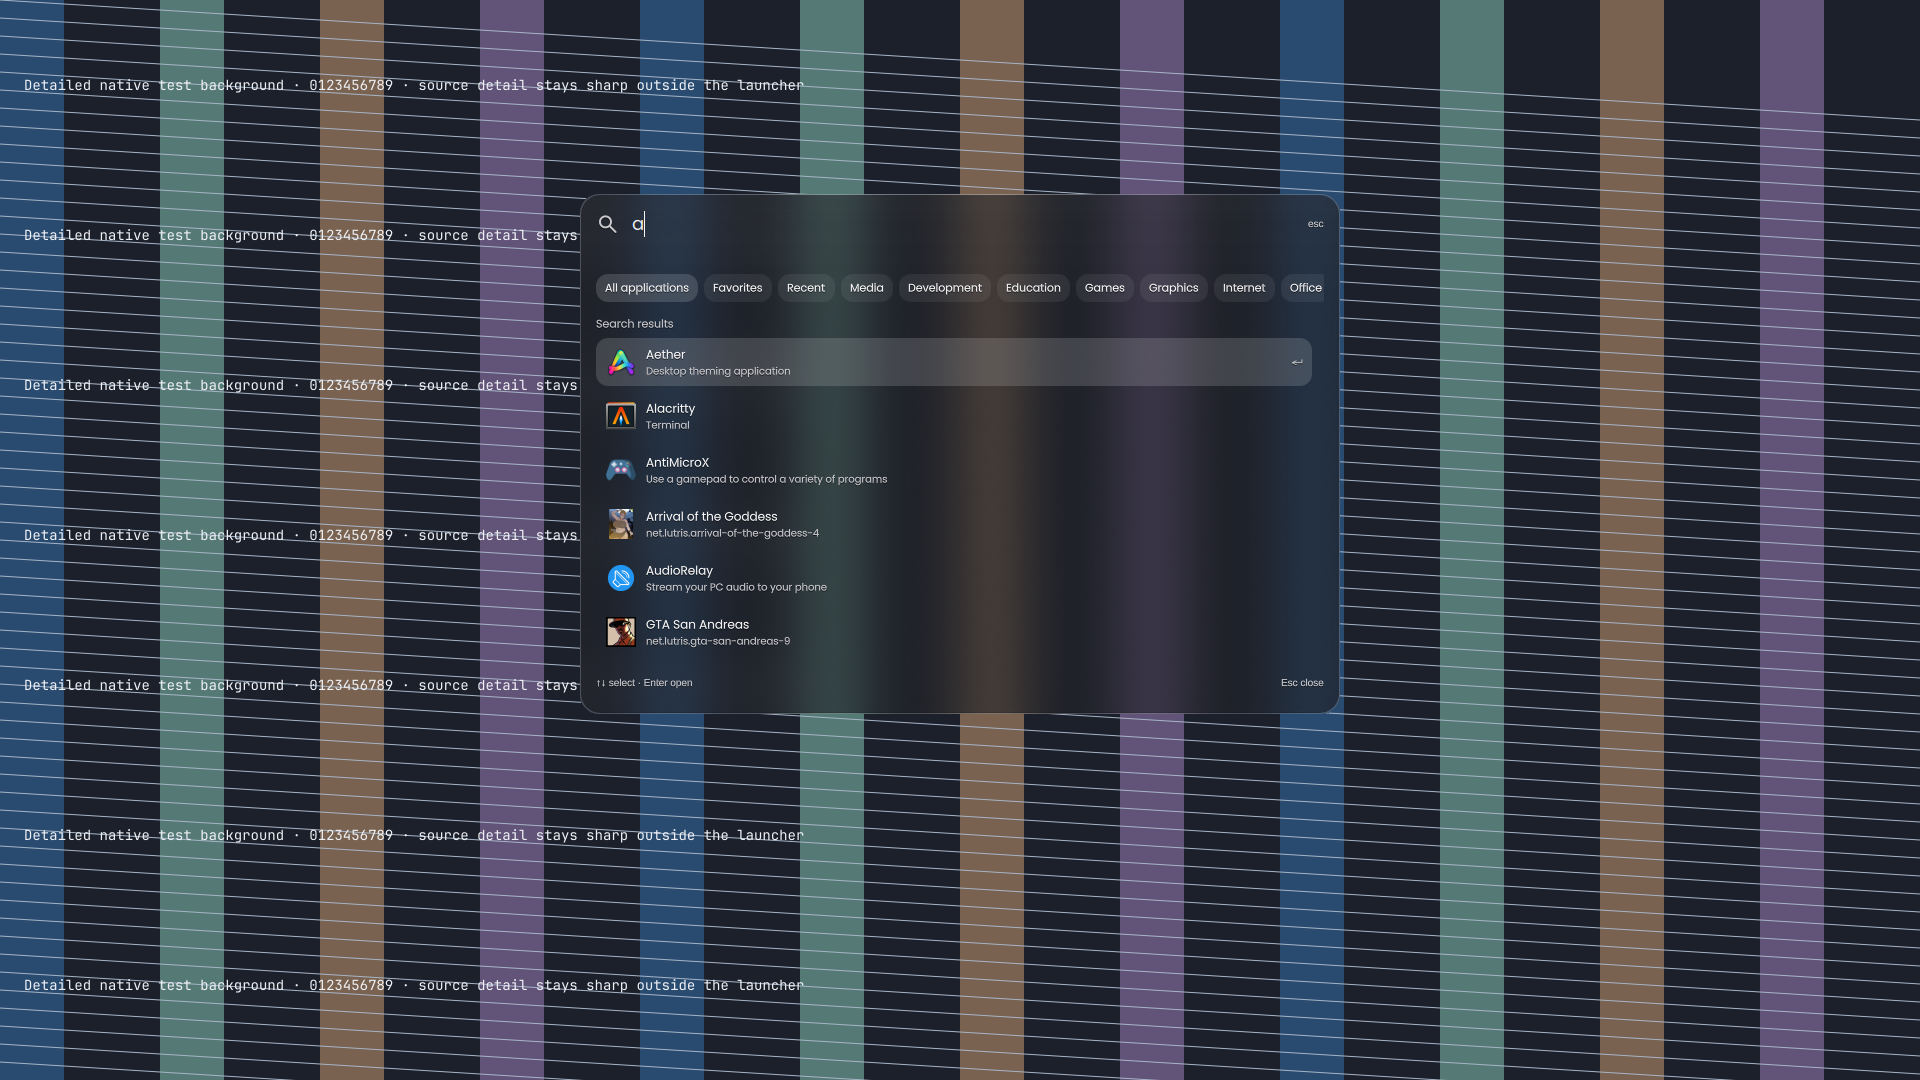 Detailed native test background · 0123456789 · source detail stays sharp outside the launcher
Detailed native test background · 0123456789 · source detail stays
a
esc
All applications Favorites Recent Media Development Education Games Graphics Internet Office
Search results
Aether
Desktop theming application
Detailed native test background · 0123456789 · source detail stays
Alacritty
Terminal
AntiMicroX
Use a gamepad to control a variety of programs
Arrival of the Goddess
net.lutris.arrival-of-the-goddess-4
Detailed native test background · 0123456789 · source detail stays
AudioRelay
Stream your PC audio to your phone
GTA San Andreas
net.lutris.gta-san-andreas-9
Detailed native test background · 0123456789 · source detail stays
↑↓ select · Enter open
Esc close
Detailed native test background · 0123456789 · source detail stays sharp outside the launcher
Detailed native test background · 0123456789 · source detail stays sharp outside the launcher